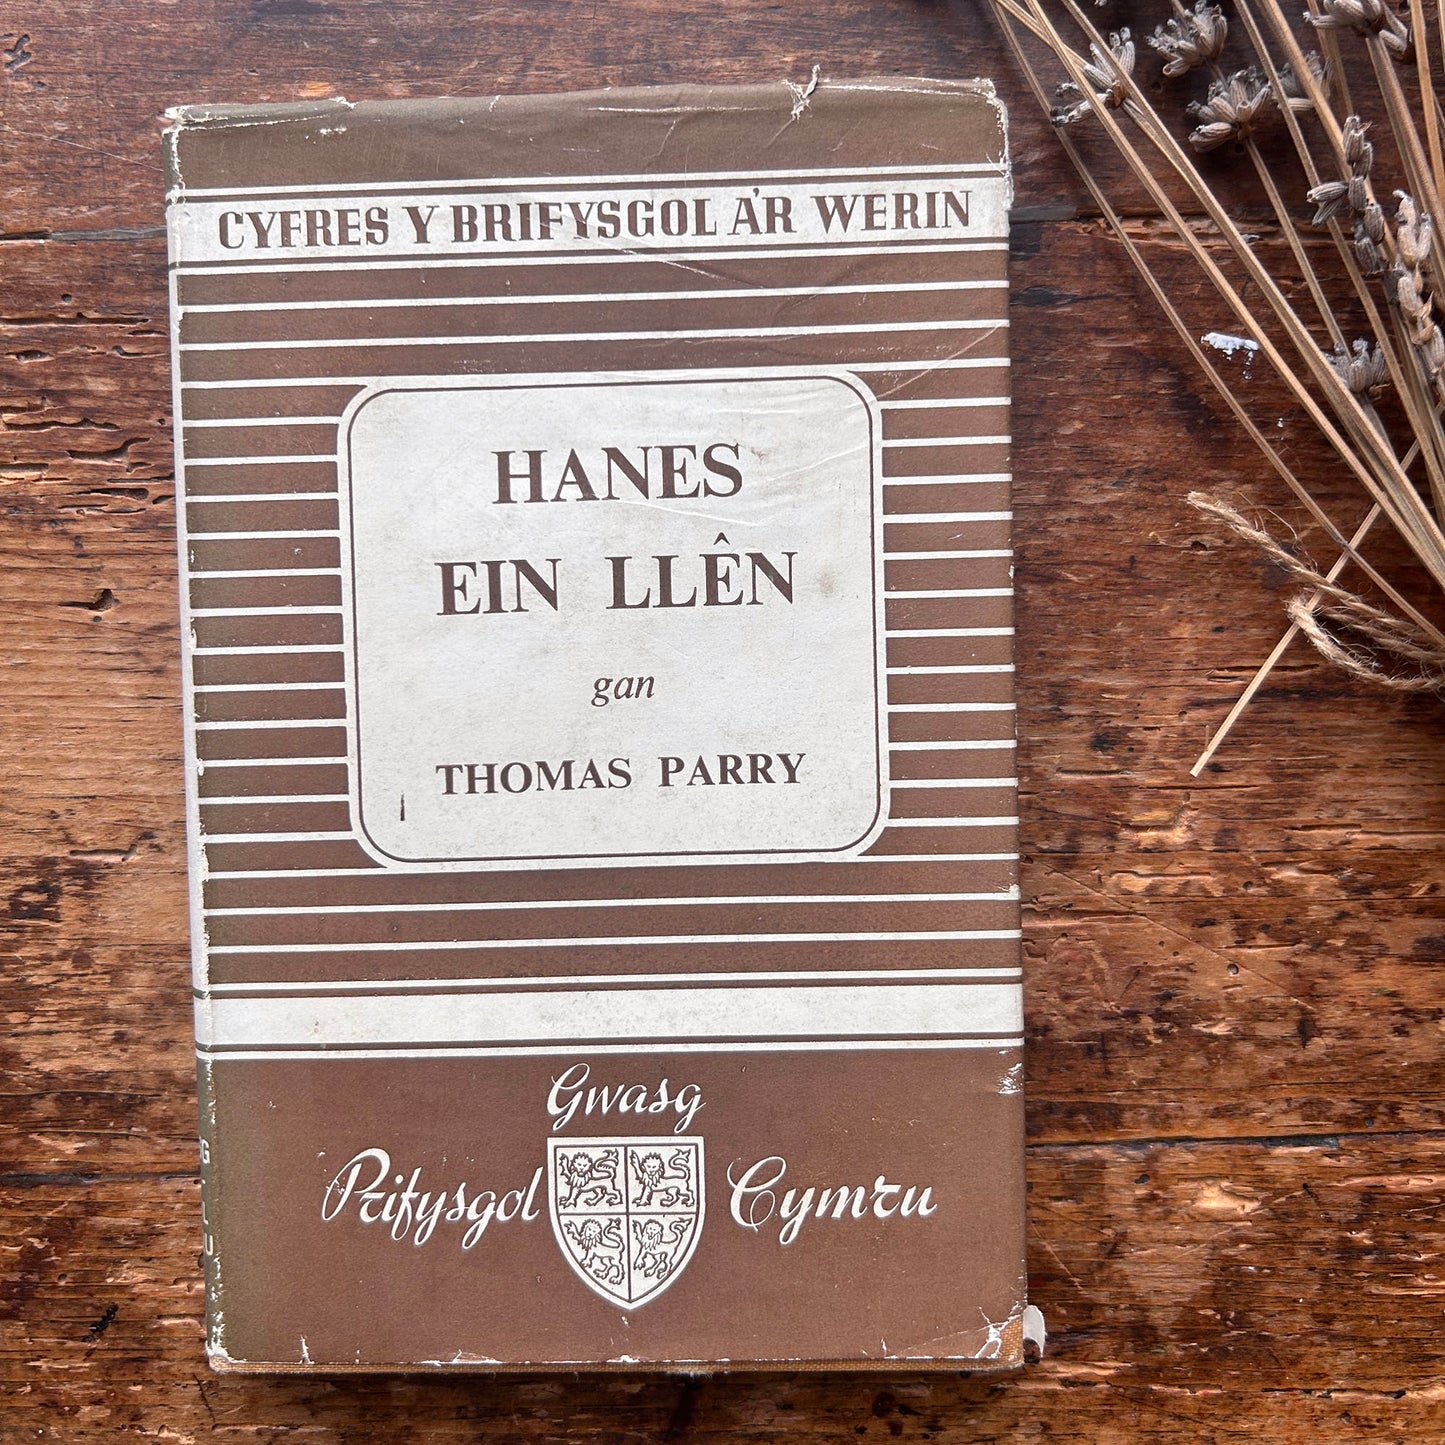 CYFRES Y BRIFYSGOL A'R WERIN
HANES
EIN LLÊN
gan
THOMAS PARRY
Gwasg
Prifysgol Cymru